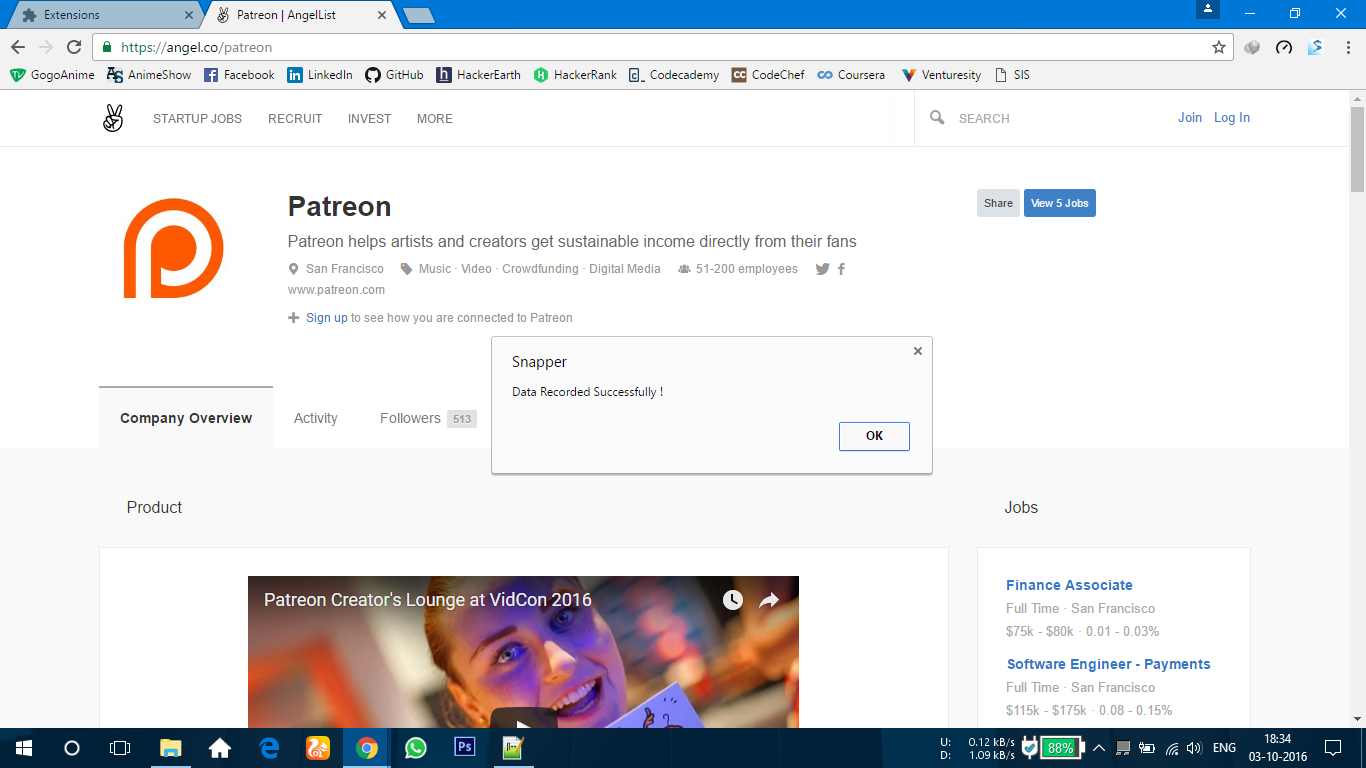 Extensions
Patreon | AngelList
https://angel.co/patreon
GogoAnime AnimeShow Facebook LinkedIn GitHub HackerEarth HackerRank Codecademy CodeChef Coursera Venturesity SIS
STARTUP JOBS RECRUIT INVEST MORE SEARCH Join Log In
Patreon
Share View 5 Jobs
Patreon helps artists and creators get sustainable income directly from their fans
San Francisco Music · Video · Crowdfunding · Digital Media 51-200 employees
www.patreon.com
Sign up to see how you are connected to Patreon
Snapper
Data Recorded Successfully !
OK
Company Overview Activity Followers 513
Product
Jobs
Patreon Creator's Lounge at VidCon 2016
Finance Associate
Full Time · San Francisco
$75k - $80k · 0.01 - 0.03%
Software Engineer - Payments
Full Time · San Francisco
$115k - $175k · 0.08 - 0.15%
U: 0.12 kB/s
D: 1.09 kB/s
88%
ENG
18:34
03-10-2016